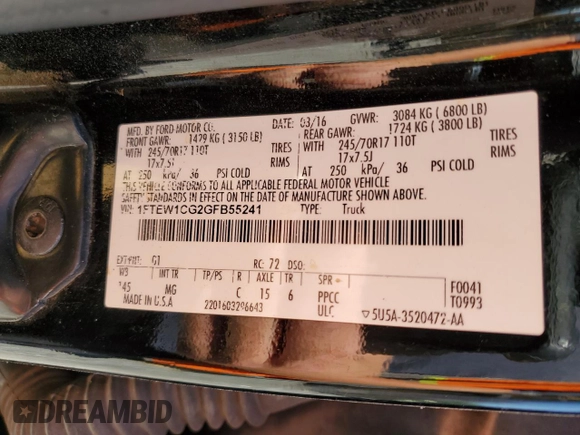 MFD. BY FORD MOTOR CO.
DATE: 03/16 GVWR: 3084 KG ( 6800 LB)
FRONT GAWR: 1429 KG ( 3150 LB) REAR GAWR: 1724 KG ( 3800 LB)
WITH 245/70R17 110T TIRES WITH 245/70R17 110T TIRES
17x7.5J RIMS 17x7.5J RIMS
AT 250 kPa/ 36 PSI COLD AT 250 kPa/ 36 PSI COLD
THIS VEHICLE CONFORMS TO ALL APPLICABLE FEDERAL MOTOR VEHICLE
SAFETY STANDARDS IN EFFECT ON THE DATE OF MANUFACTURE SHOWN ABOVE.
VIN: 1FTEW1CG2GFB55241 TYPE: Truck
EXT PNT: G1 RC: 72 DSO:
WB INT TR TP/PS R AXLE TR SPR F0041
145 MG C 15 6 PPCC T0993
MADE IN U.S.A 2201603206643 ULC ▽5U5A-3520472-AA
DREAMBID